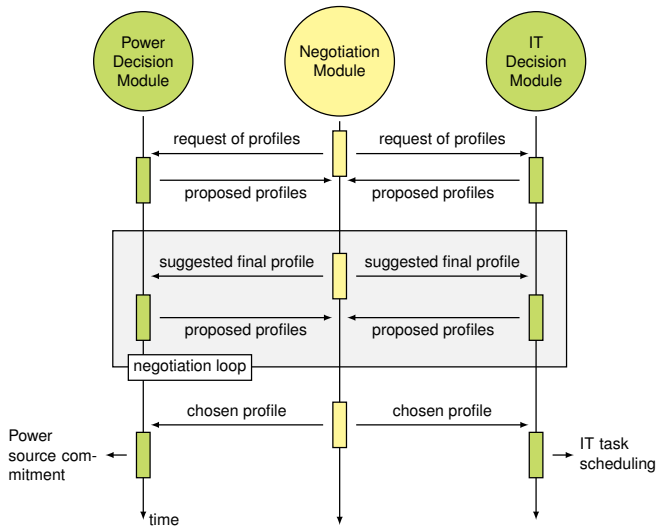 Power
Decision
Module
Negotiation
Module
IT
Decision
Module
request of profiles
request of profiles
proposed profiles
proposed profiles
suggested final profile
suggested final profile
proposed profiles
proposed profiles
negotiation loop
chosen profile
chosen profile
Power
source com-
mitment
IT task
scheduling
time